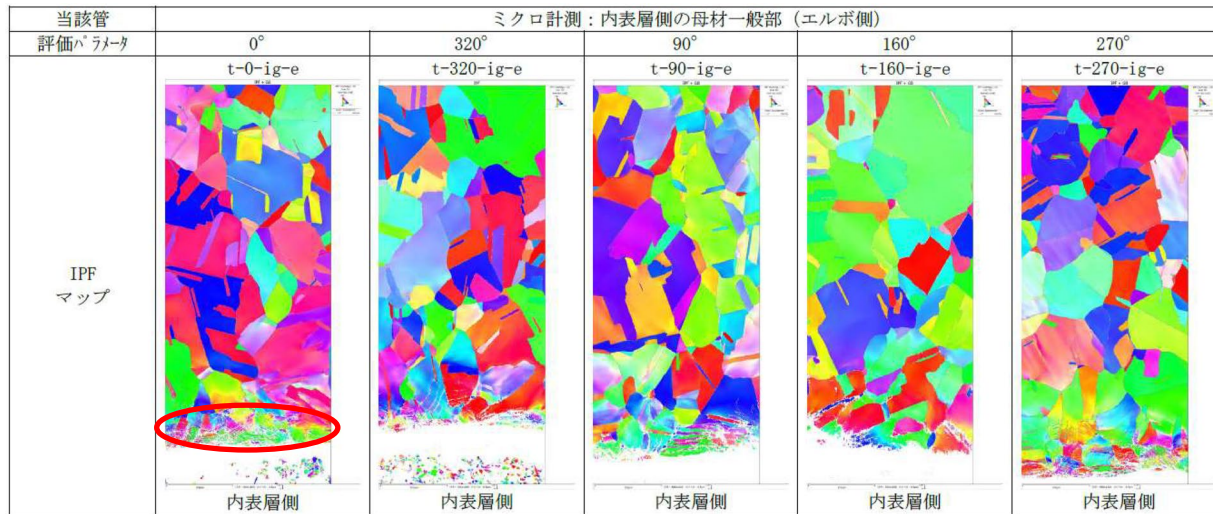 当該管 ミクロ計測：内表層側の母材一般部（エルボ側）
評価ﾊﾟﾗﾒｰﾀ 0° 320° 90° 160° 270°
t-0-ig-e t-320-ig-e t-90-ig-e t-160-ig-e t-270-ig-e
IPF
マップ
内表層側 内表層側 内表層側 内表層側 内表層側